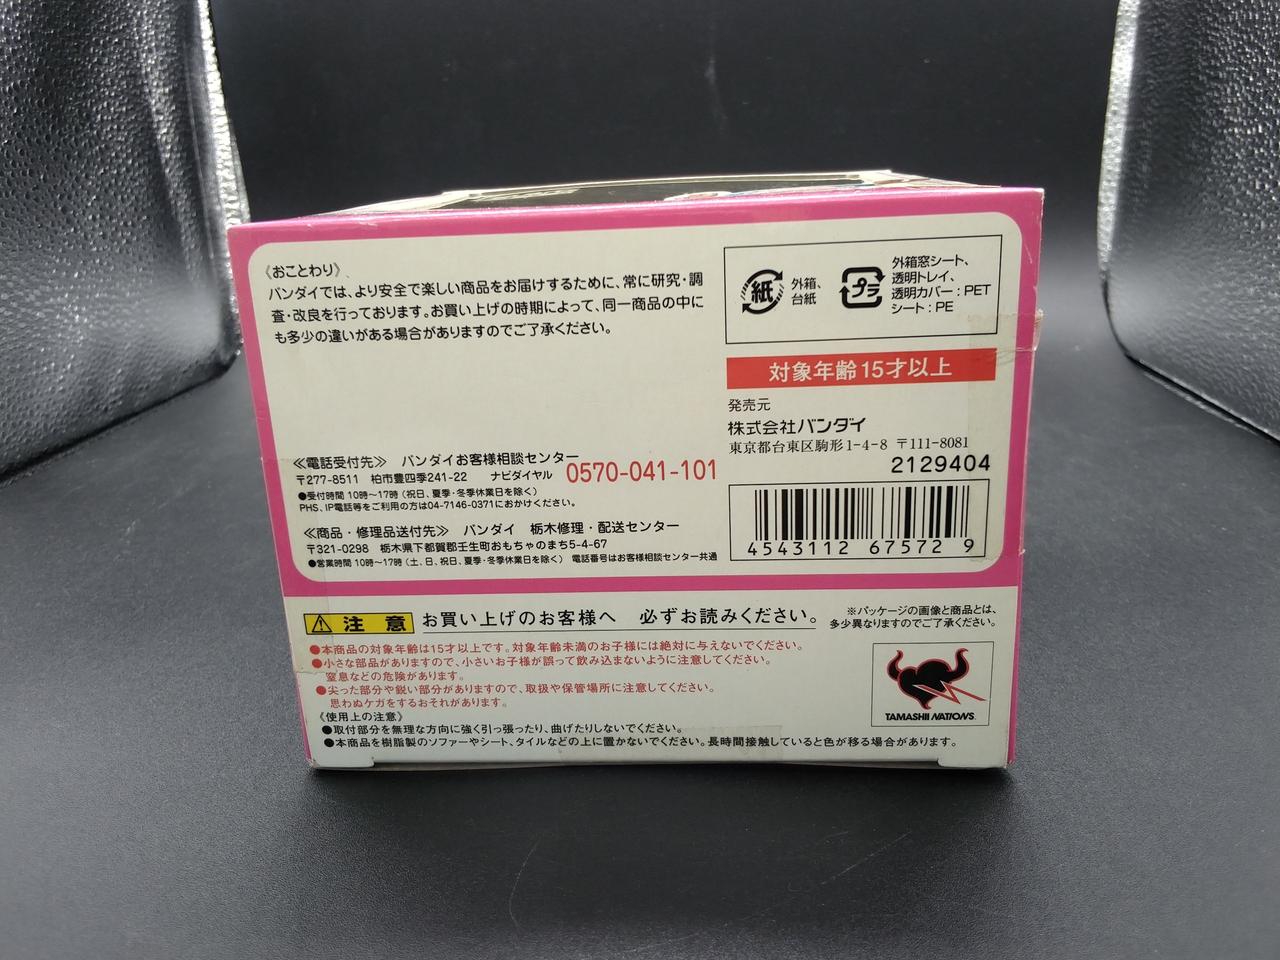 《おことわり》
バンダイでは、より安全で楽しい商品をお届けするために、常に研究・調
査・改良を行っております。お買い上げの時期によって、同一商品の中に
も多少の違いがある場合がありますのでご了承ください。
紙
外箱、
台紙
プラ
外箱窓シート、
透明トレイ、
透明カバー：PET
シート：PE
対象年齢15才以上
発売元
株式会社バンダイ
東京都台東区駒形1-4-8 〒111-8081
2129404
4543112 675729
≪電話受付先≫ バンダイお客様相談センター
〒277-8511 柏市豊四季241-22 ナビダイヤル 0570-041-101
●受付時間 10時〜17時（祝日、夏季・冬季休業日を除く）
PHS、IP電話等をご利用の方は04-7146-0371におかけください。
≪商品・修理品送付先≫ バンダイ 栃木修理・配送センター
〒321-0298 栃木県下都賀郡壬生町おもちゃのまち5-4-67
●営業時間 10時〜17時（土、日、祝日、夏季・冬季休業日を除く） 電話番号はお客様相談センター共通
注意 お買い上げのお客様へ 必ずお読みください。
※パッケージの画像と商品とは、
多少異なりますのでご了承ください。
●本商品の対象年齢は15才以上です。対象年齢未満のお子様には絶対に与えないでください。
●小さな部品がありますので、小さいお子様が誤って飲み込まないように注意してください。
窒息などの危険があります。
●尖った部分や鋭い部分がありますので、取扱や保管場所に注意してください。
思わぬケガをするおそれがあります。
《使用上の注意》
●取付部分を無理な方向に強く引っ張ったり、曲げたりしないでください。
●本商品を樹脂製のソファーやシート、タイルなどの上に置かないでください。長時間接触していると色が移る場合があります。
TAMASHII NATIONS